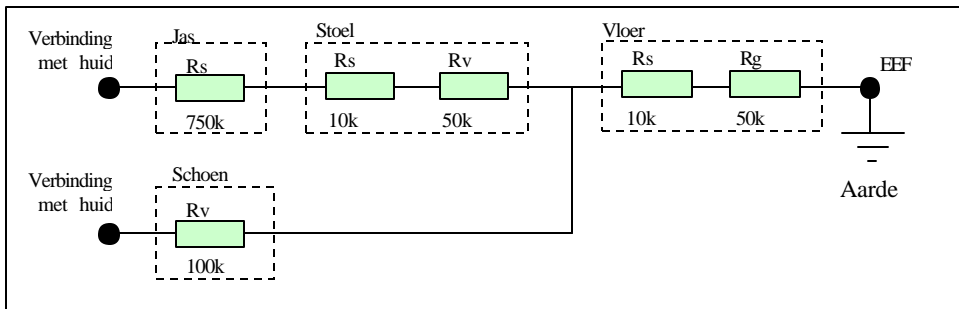 Verbinding
met huid
Jas
Rs
750k
Stoel
Rs
Rv
10k
50k
Vloer
Rs
Rg
10k
50k
EEF
Aarde
Verbinding
met huid
Schoen
Rv
100k